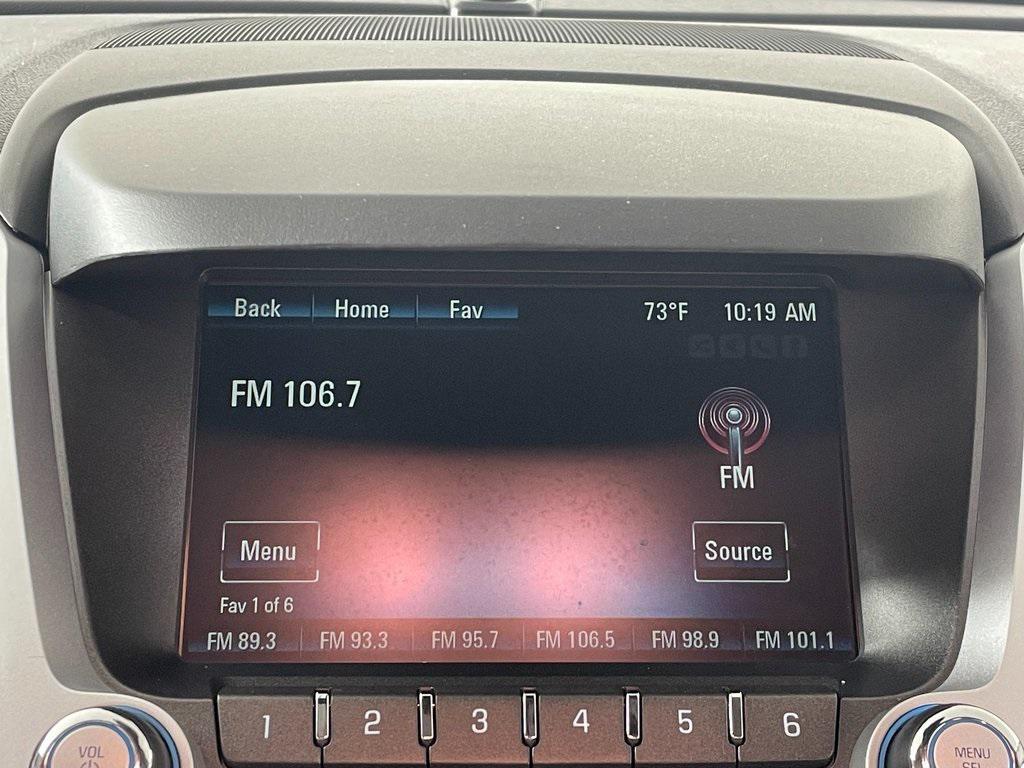 Back Home Fav 73°F 10:19 AM
FM 106.7
FM
Menu Source
Fav 1 of 6
FM 89.3 FM 93.3 FM 95.7 FM 106.5 FM 98.9 FM 101.1
1 2 3 4 5 6
VOL MENU
SEL